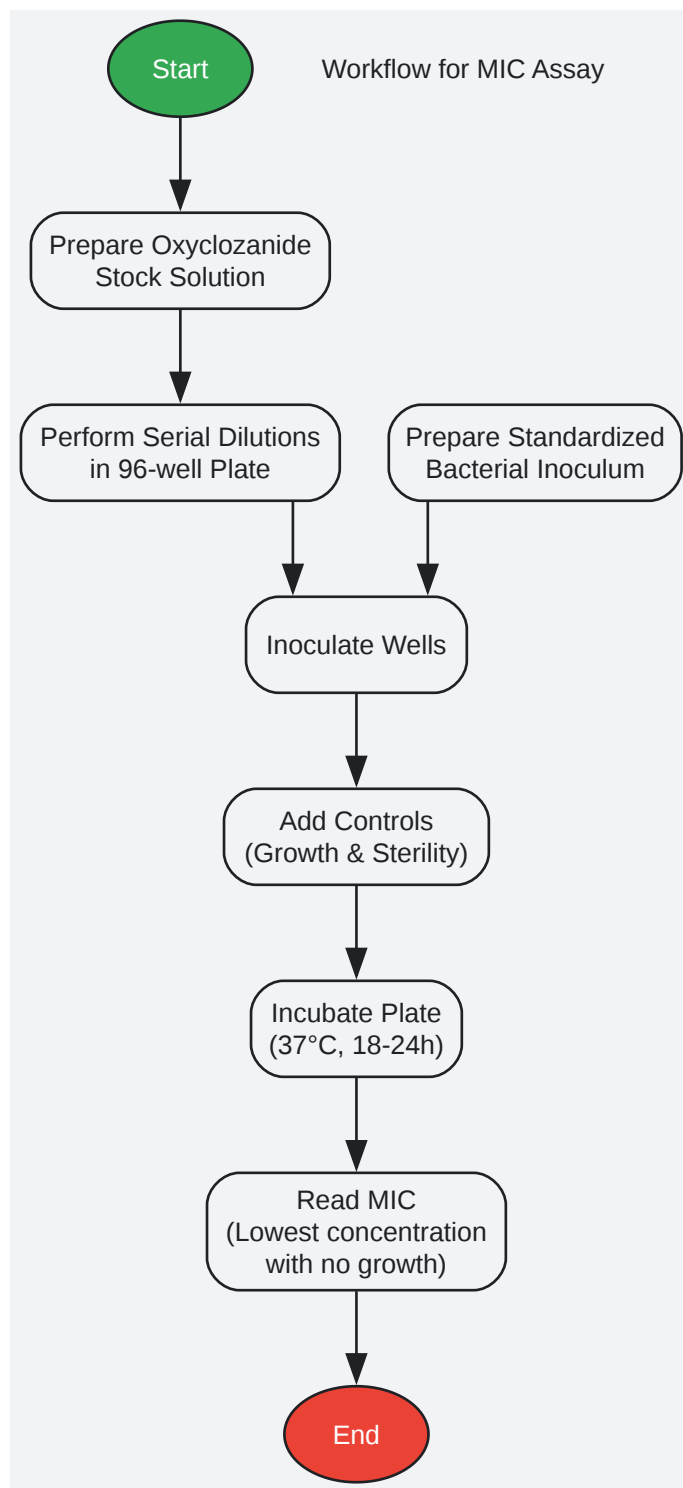 Start
Workflow for MIC Assay
Prepare Oxyclozanide
Stock Solution
Perform Serial Dilutions
in 96-well Plate
Prepare Standardized
Bacterial Inoculum
Inoculate Wells
Add Controls
(Growth & Sterility)
Incubate Plate
(37°C, 18-24h)
Read MIC
(Lowest concentration
with no growth)
End